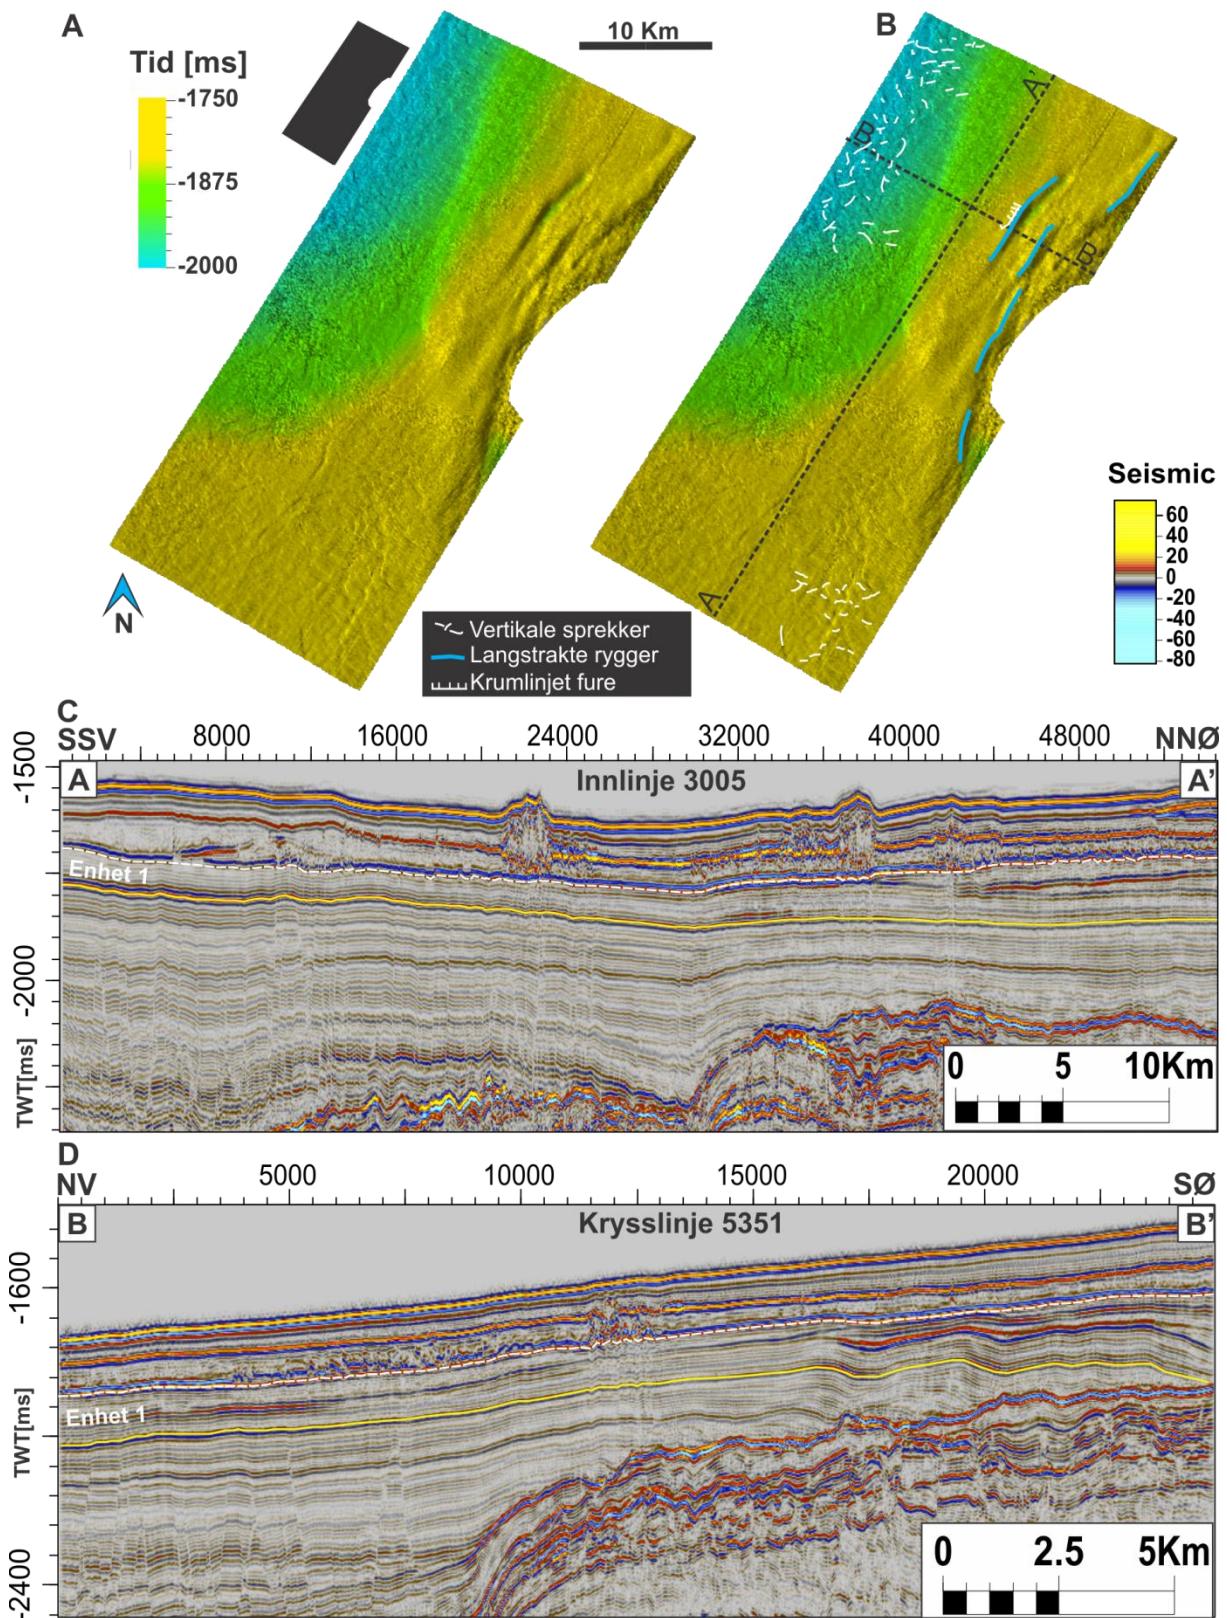 A
B
10 Km
Tid [ms]
-1750
-1875
-2000
N
A'
B
B'
A
Vertikale sprekker
Langstrakte rygger
Krumlinjet fure
Seismic
60
40
20
0
-20
-40
-60
-80
C
SSV 8000 16000 24000 32000 40000 48000 NNØ
A Innlinje 3005 A'
-1500
Enhet 1
-2000
TWT[ms]
0 5 10Km
D
NV 5000 10000 15000 20000 SØ
B Krysslinje 5351 B'
-1600
Enhet 1
TWT[ms]
-2400
0 2.5 5Km